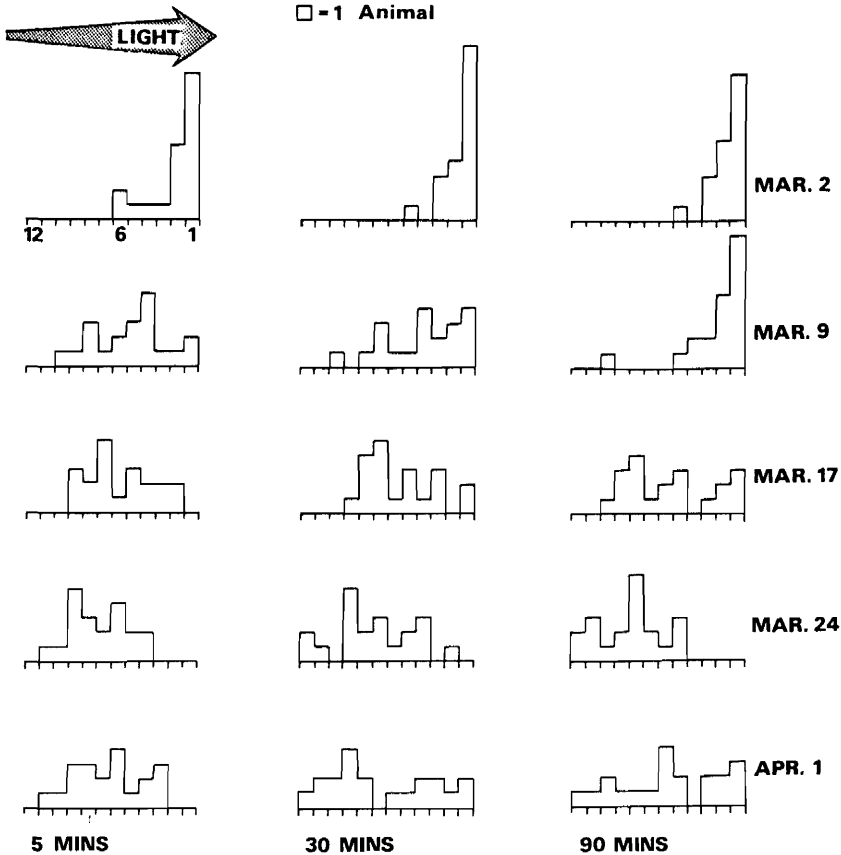 □ = 1 Animal
LIGHT
MAR. 2
12 6 1
MAR. 9
MAR. 17
MAR. 24
APR. 1
5 MINS 30 MINS 90 MINS